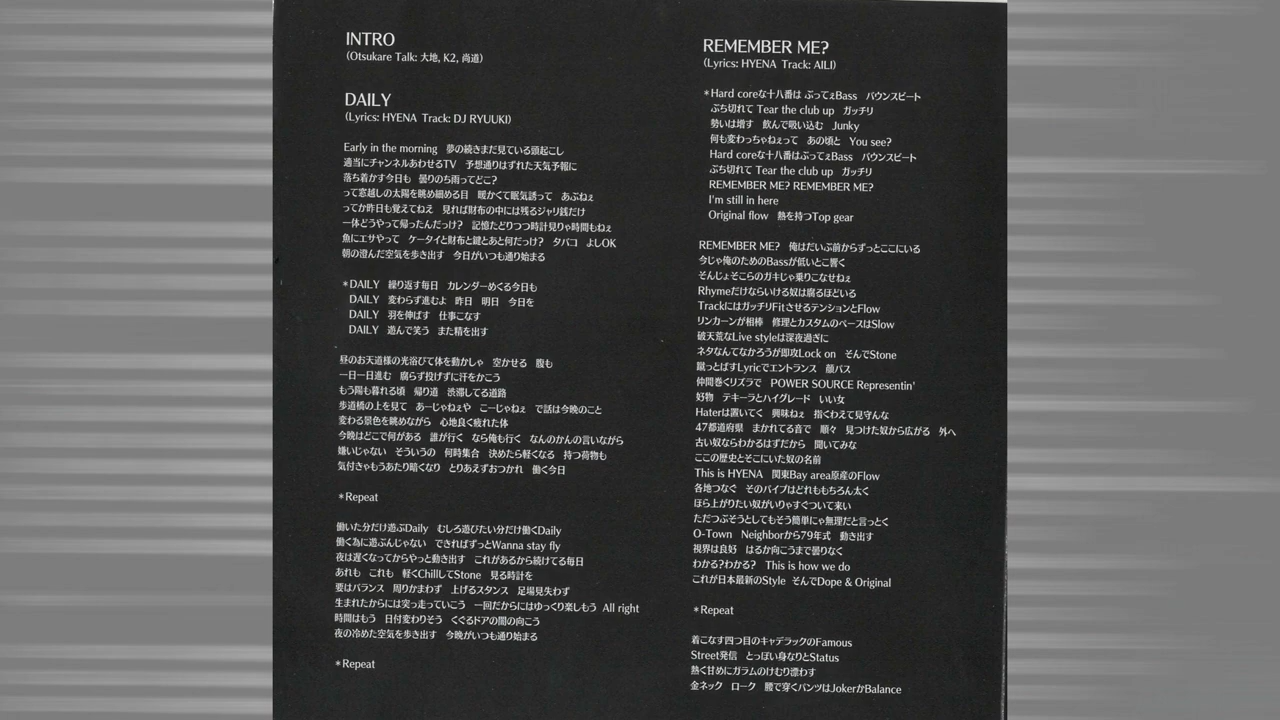 INTRO
(Otsukare Talk: 大地, K2, 尚道)
DAILY
(Lyrics: HYENA Track: DJ RYUUKI)
Early in the morning 夢の続きまだ見ている頭起こし
適当にチャンネルあわせるTV 予想通りはずれた天気予報に
落ち着かす今日も 曇りのち雨ってどこ?
って窓越しの太陽を眺め細める目 暖かくて眠気誘って あぶねぇ
ってか昨日も覚えてねえ 見れば財布の中には残るジャリ銭だけ
一体どうやって帰ったんだっけ? 記憶たどりつつ時計見りゃ時間もねぇ
魚にエサやって ケータイと財布と鍵とあと何だっけ? タバコ よしOK
朝の澄んだ空気を歩き出す 今日がいつも通り始まる
*DAILY 繰り返す毎日 カレンダーめくる今日も
DAILY 変わらず進むよ 昨日 明日 今日を
DAILY 羽を伸ばす 仕事こなす
DAILY 遊んで笑う また精を出す
昼のお天道様の光浴びて体を動かしゃ 空かせる 腹も
一日一日進む 腐らず投げずに汗をかこう
もう陽も暮れる頃 帰り道 渋滞してる道路
歩道橋の上を見て あーじゃねぇや こーじゃねぇ で話は今晩のこと
変わる景色を眺めながら 心地良く疲れた体
今晩はどこで何がある 誰が行く なら俺も行く なんのかんの言いながら
嫌いじゃない そういうの 何時集合 決めたら軽くなる 持つ荷物も
気付きゃもうあたり暗くなり とりあえずおつかれ 働く今日
*Repeat
働いた分だけ遊ぶDaily むしろ遊びたい分だけ働くDaily
働く為に遊ぶんじゃない できればずっとWanna stay fly
夜は遅くなってからやっと動き出す これがあるから続けてる毎日
あれも これも 軽くChillしてStone 見る時計を
要はバランス 周りかまわず 上げるスタンス 足場見失わず
生まれたからには突っ走っていこう 一回だからにはゆっくり楽しもう All right
時間はもう 日付変わりそう くぐるドアの闇の向こう
夜の冷めた空気を歩き出す 今晩がいつも通り始まる
*Repeat
REMEMBER ME?
(Lyrics: HYENA Track: AILI)
*Hard coreな十八番は ぶってぇBass バウンスビート
ぶち切れて Tear the club up ガッチリ
勢いは増す 飲んで吸い込む Junky
何も変わっちゃねぇって あの頃と You see?
Hard coreな十八番はぶってぇBass バウンスビート
ぶち切れて Tear the club up ガッチリ
REMEMBER ME? REMEMBER ME?
I'm still in here
Original flow 熱を持つTop gear
REMEMBER ME? 俺はだいぶ前からずっとここにいる
今じゃ俺のためのBassが低いとこ響く
そんじょそこらのガキじゃ乗りこなせねぇ
Rhymeだけならいける奴は腐るほどいる
TrackにはガッチリFitさせるテンションとFlow
リンカーンが相棒 修理とカスタムのペースはSlow
破天荒なLive styleは深夜過ぎに
ネタなんてなかろうが即攻Lock on そんでStone
蹴っとばすLyricでエントランス 顔パス
仲間巻くリズラで POWER SOURCE Representin'
好物 テキーラとハイグレード いい女
Haterは置いてく 興味ねぇ 指くわえて見守んな
47都道府県 まかれてる音で 順々 見つけた奴から広がる 外へ
古い奴ならわかるはずだから 聞いてみな
ここの歴史とそこにいた奴の名前
This is HYENA 関東Bay area原産のFlow
各地つなぐ そのパイプはどれももちろん太く
ほら上がりたい奴がいりゃすぐついて来い
ただつぶそうとしてもそう簡単にゃ無理だと言っとく
O-Town Neighborから79年式 動き出す
視界は良好 はるか向こうまで曇りなく
わかる?わかる? This is how we do
これが日本最新のStyle そんでDope & Original
*Repeat
着こなす四つ目のキャデラックのFamous
Street発信 とっぽい身なりとStatus
熱く甘めにガラムのけむり漂わす
金ネック ローク 腰で穿くパンツはJokerかBalance